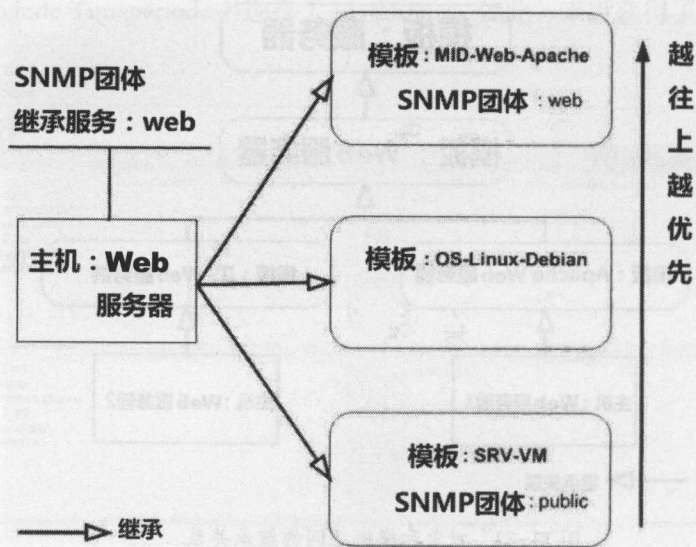 SNMP团体
继承服务：web
主机：Web
服务器
模板：MID-Web-Apache
SNMP团体：web
模板：OS-Linux-Debian
模板：SRV-VM
SNMP团体：public
越往上越优先
继承